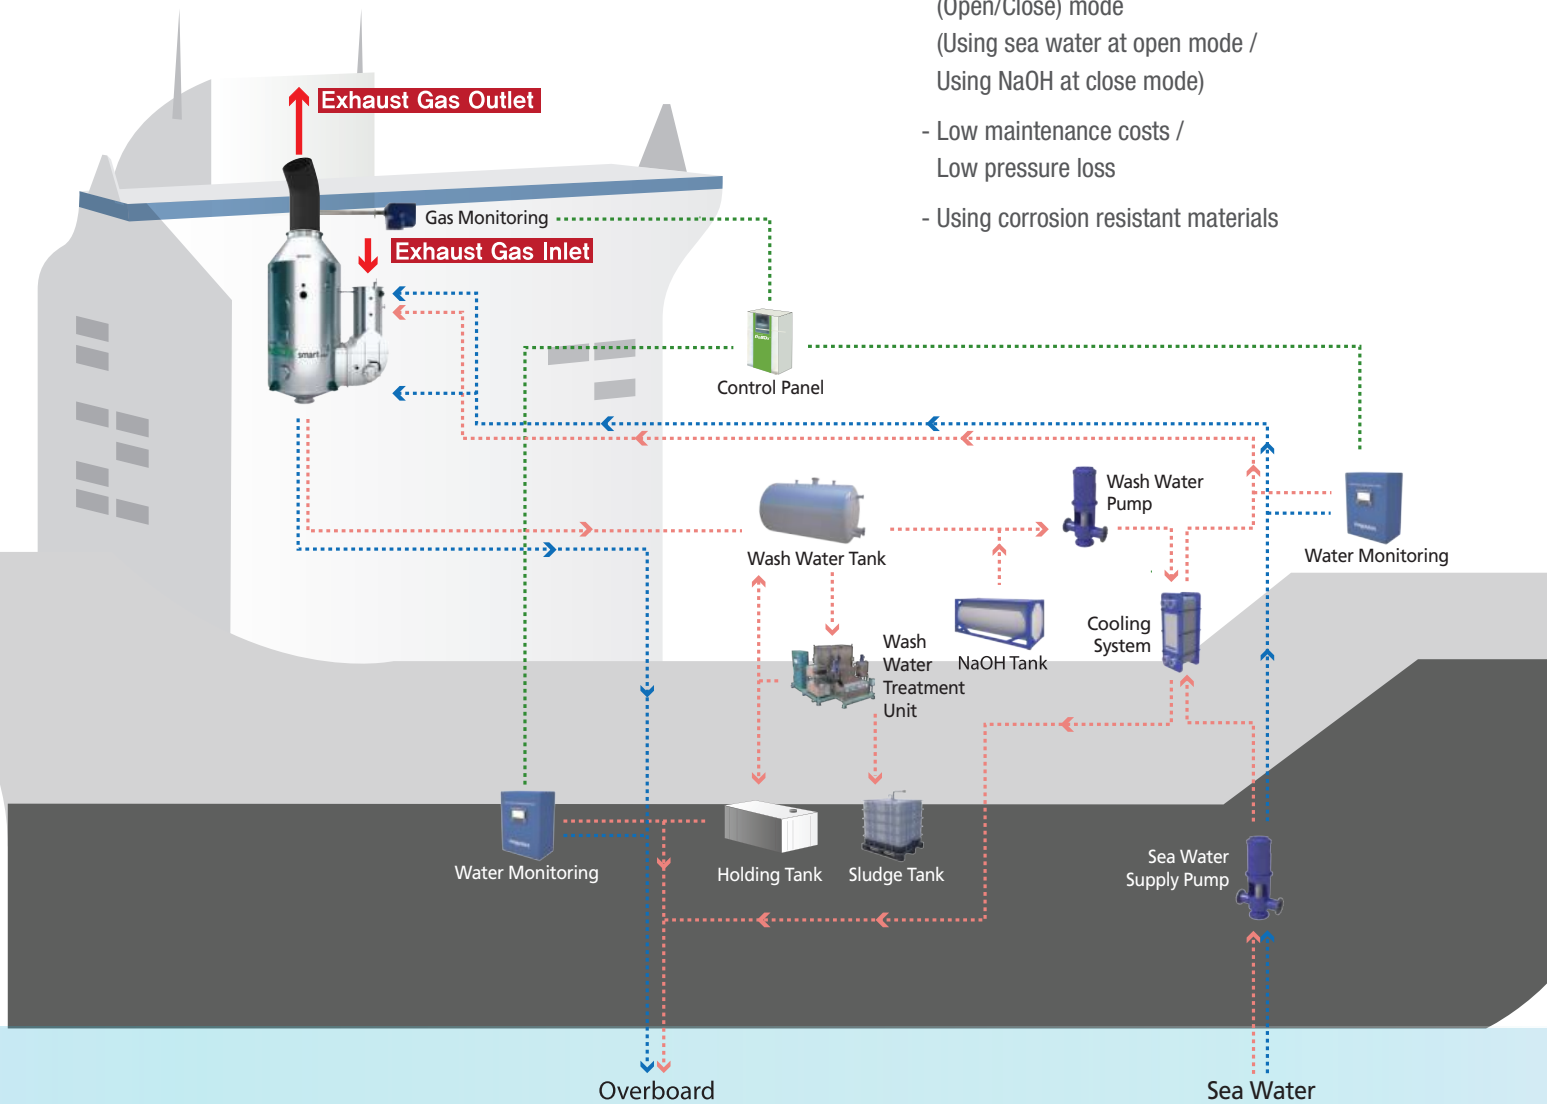 (Open/Close) mode
(Using sea water at open mode /
Using NaOH at close mode)
- Low maintenance costs /
Low pressure loss
- Using corrosion resistant materials
Exhaust Gas Outlet
Gas Monitoring
Exhaust Gas Inlet
smart
Control Panel
Wash Water
Pump
Wash Water Tank
Water Monitoring
Cooling
System
NaOH Tank
Wash
Water
Treatment
Unit
Water Monitoring
Holding Tank
Sludge Tank
Sea Water
Supply Pump
Overboard
Sea Water